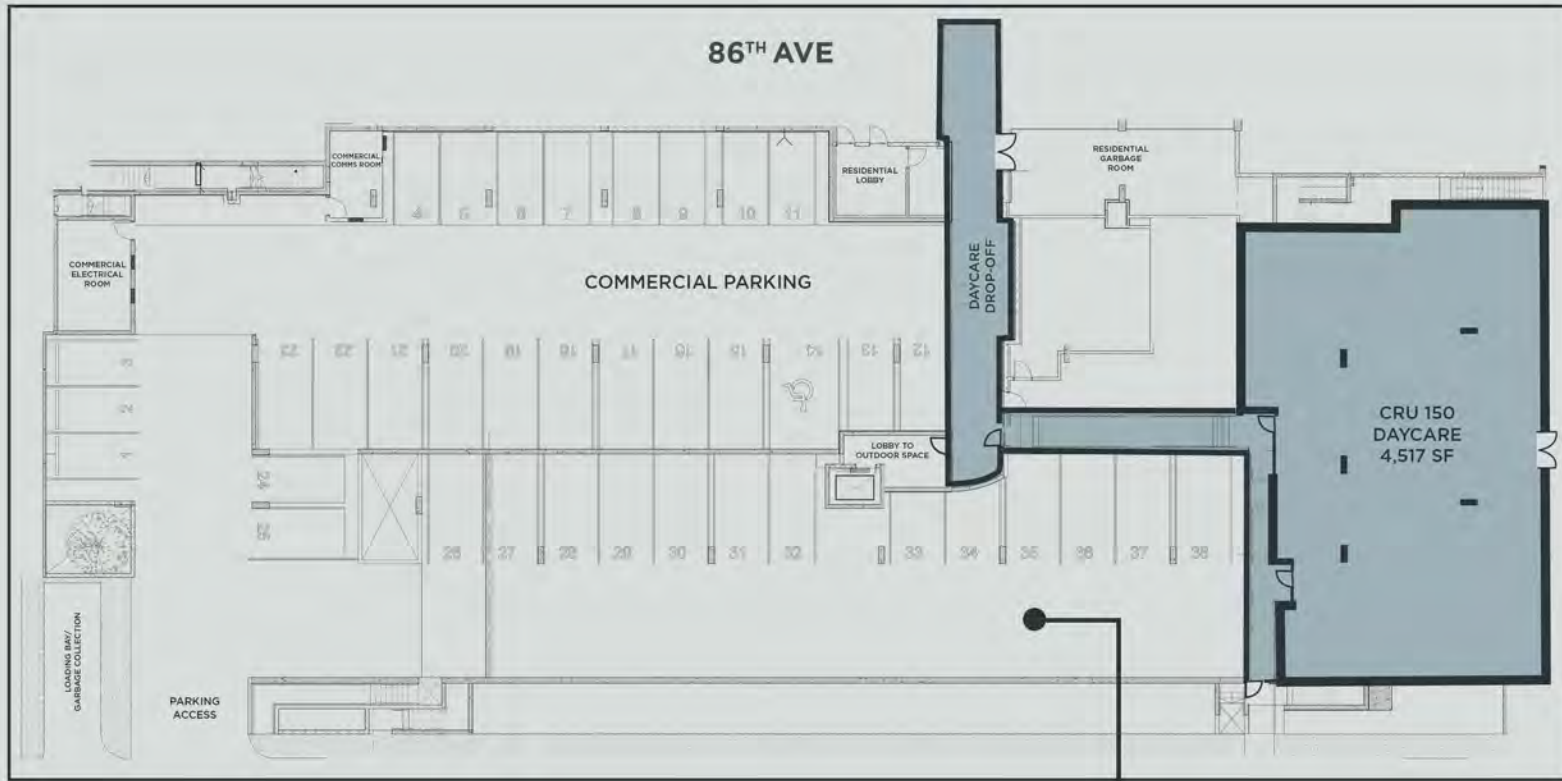 86TH AVE
COMMERCIAL
COMMS ROOM
RESIDENTIAL
LOBBY
RESIDENTIAL
GARBAGE
ROOM
4 5 6 7 8 9 10 11
COMMERCIAL
ELECTRICAL
ROOM
COMMERCIAL PARKING
DAYCARE
DROP-OFF
23 22 21 20 19 18 17 16 15 14 13 12
3
2
1
CRU 150
DAYCARE
4,517 SF
LOBBY TO
OUTDOOR SPACE
24
25
26 27 28 29 30 31 32 33 34 35 36 37 38
LOADING BAY/
GARBAGE COLLECTION
PARKING
ACCESS